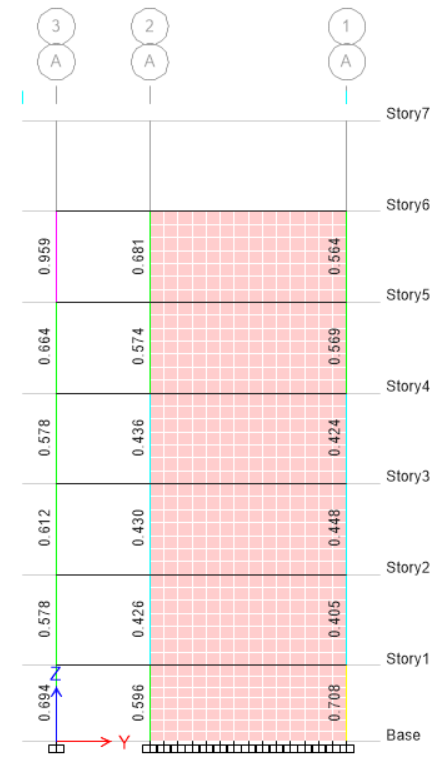 3 2 1
A A A
Story7
Story6
0.959 0.681 0.564
Story5
0.664 0.574 0.569
Story4
0.578 0.436 0.424
Story3
0.612 0.430 0.448
Story2
0.578 0.426 0.405
Story1
Z
0.694 0.596 0.708
Y Base